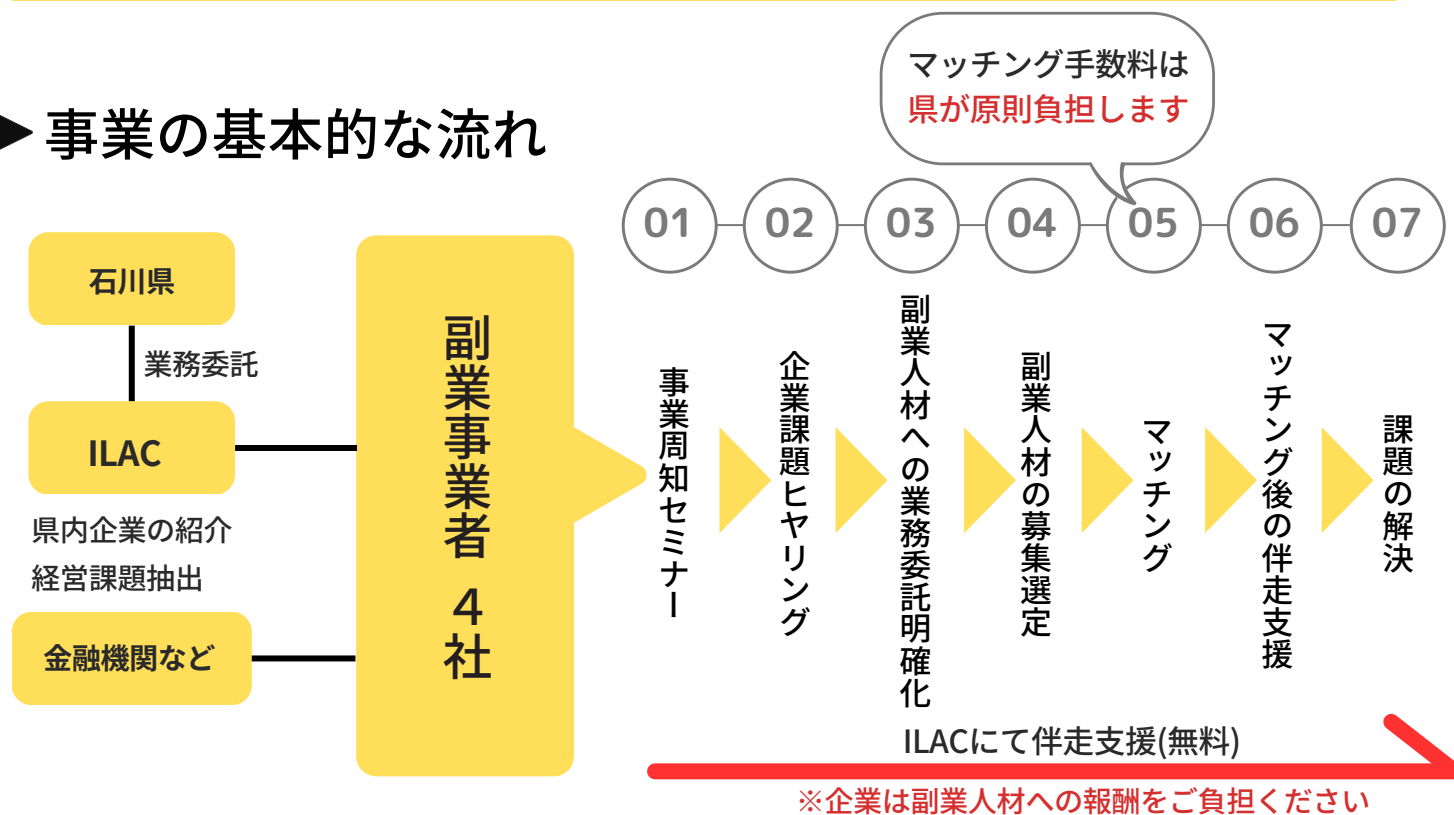 マッチング手数料は
県が原則負担します
事業の基本的な流れ
石川県
業務委託
ILAC
県内企業の紹介
経営課題抽出
金融機関など
副業事業者 4社
01
02
03
04
05
06
07
事業周知セミナー
企業課題ヒヤリング
副業人材への業務委託明確化
副業人材の募集選定
マッチング
マッチング後の伴走支援
課題の解決
ILACにて伴走支援(無料)
※企業は副業人材への報酬をご負担ください